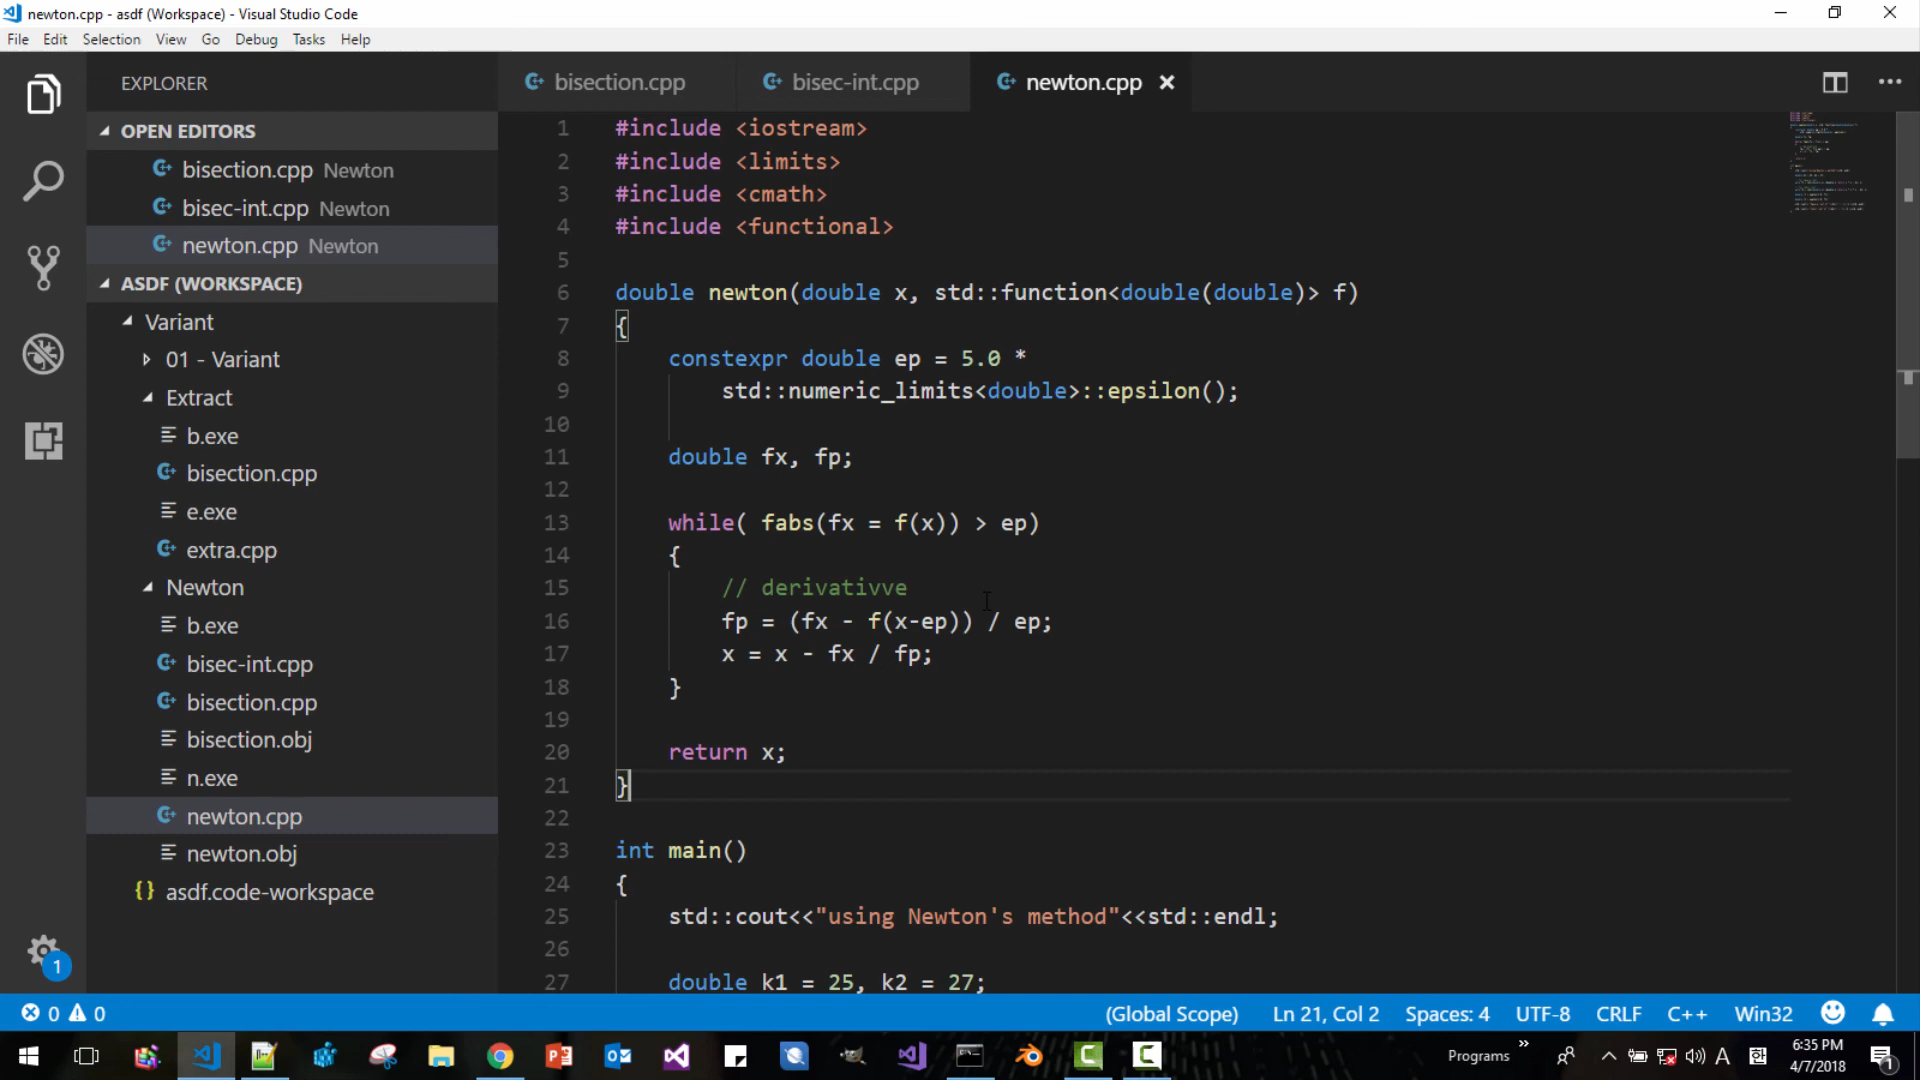 newton.cpp - asdf (Workspace) - Visual Studio Code
File Edit Selection View Go Debug Tasks Help
EXPLORER
OPEN EDITORS
bisection.cpp Newton
bisec-int.cpp Newton
newton.cpp Newton
ASDF (WORKSPACE)
Variant
01 - Variant
Extract
b.exe
bisection.cpp
e.exe
extra.cpp
Newton
b.exe
bisec-int.cpp
bisection.cpp
bisection.obj
n.exe
newton.cpp
newton.obj
{} asdf.code-workspace
1
bisection.cpp bisec-int.cpp newton.cpp
1 #include <iostream>
2 #include <limits>
3 #include <cmath>
4 #include <functional>
5
6 double newton(double x, std::function<double(double)> f)
7 {
8 constexpr double ep = 5.0 *
9 std::numeric_limits<double>::epsilon();
10
11 double fx, fp;
12
13 while( fabs(fx = f(x)) > ep)
14 {
15 // derivativve
16 fp = (fx - f(x-ep)) / ep;
17 x = x - fx / fp;
18 }
19
20 return x;
21 }
22
23 int main()
24 {
25 std::cout<<"using Newton's method"<<std::endl;
26
27 double k1 = 25, k2 = 27;
0 0 (Global Scope) Ln 21, Col 2 Spaces: 4 UTF-8 CRLF C++ Win32
Programs A 한 6:35 PM
4/7/2018 1